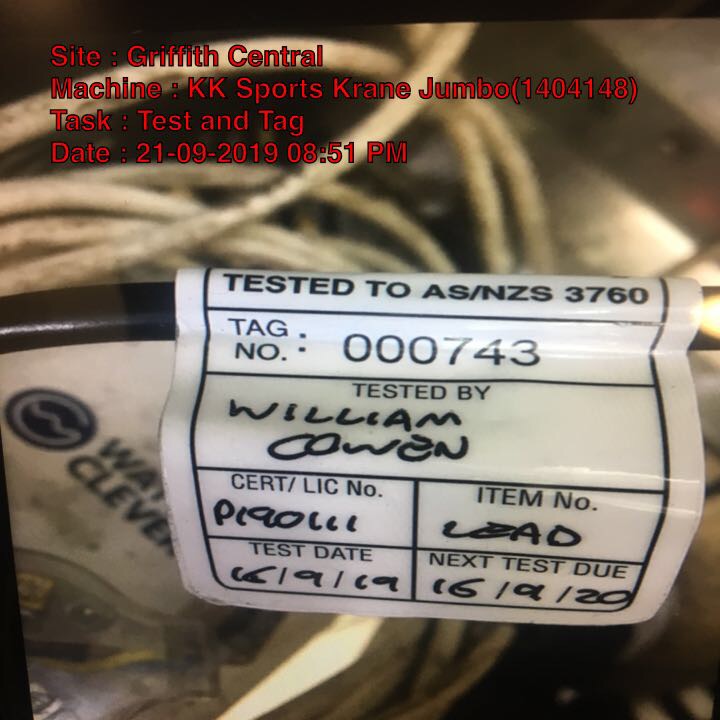 Site : Griffith Central
Machine : KK Sports Krane Jumbo(1404148)
Task : Test and Tag
Date : 21-09-2019 08:51 PM
TESTED TO AS/NZS 3760
TAG NO. : 000743
TESTED BY
WILLIAM
COWEN
CERT/ LIC No.
P190111
ITEM No.
LEAD
TEST DATE
16/9/19
NEXT TEST DUE
16/9/20
CLEVER